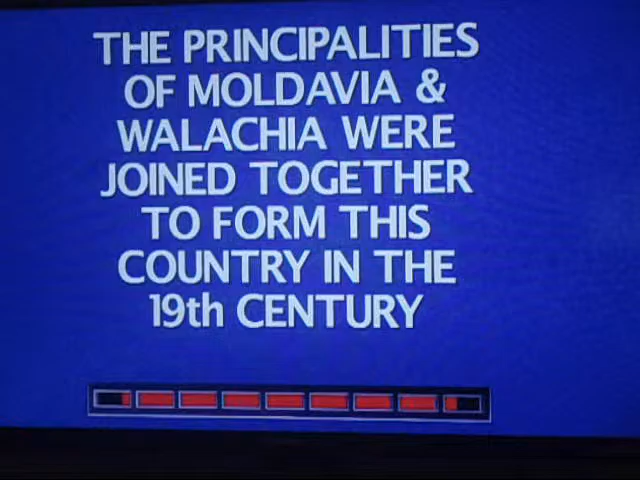 THE PRINCIPALITIES
OF MOLDAVIA &
WALACHIA WERE
JOINED TOGETHER
TO FORM THIS
COUNTRY IN THE
19th CENTURY